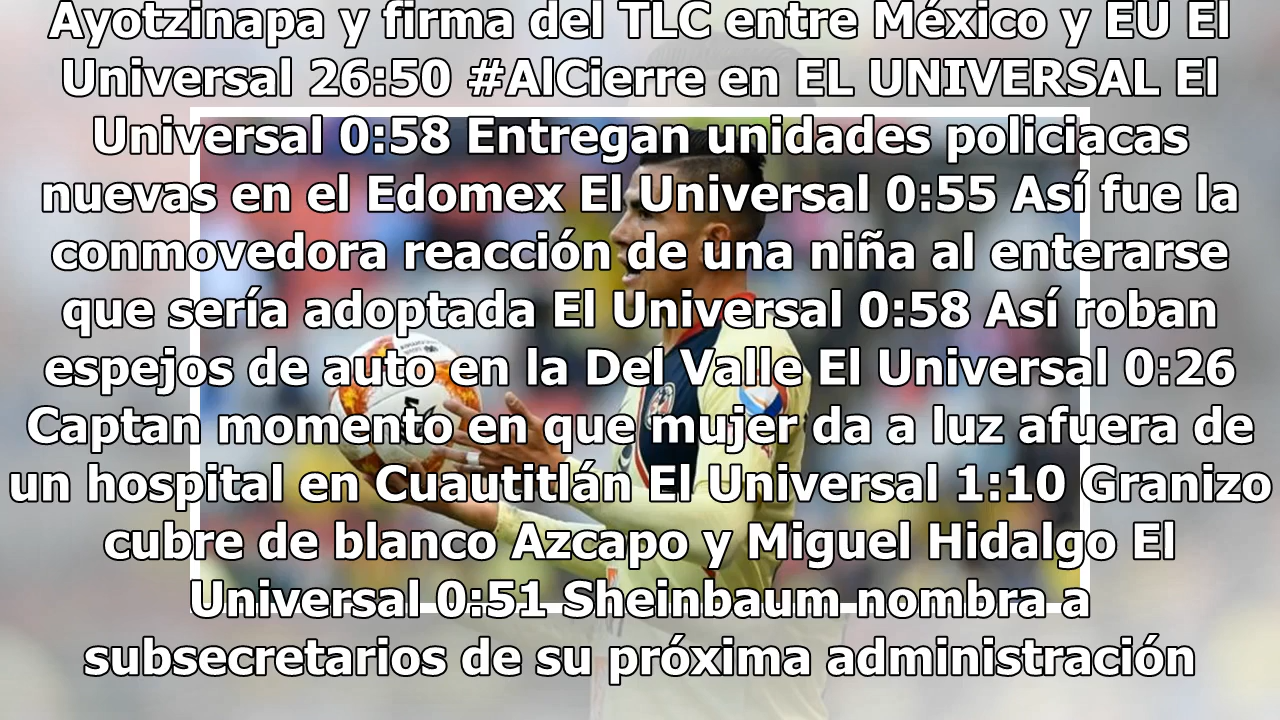 Ayotzinapa y firma del TLC entre México y EU El
Universal 26:50 #AlCierre en EL UNIVERSAL El
Universal 0:58 Entregan unidades policiacas
nuevas en el Edomex El Universal 0:55 Así fue la
conmovedora reacción de una niña al enterarse
que sería adoptada El Universal 0:58 Así roban
espejos de auto en la Del Valle El Universal 0:26
Captan momento en que mujer da a luz afuera de
un hospital en Cuautitlán El Universal 1:10 Granizo
cubre de blanco Azcapo y Miguel Hidalgo El
Universal 0:51 Sheinbaum nombra a
subsecretarios de su próxima administración